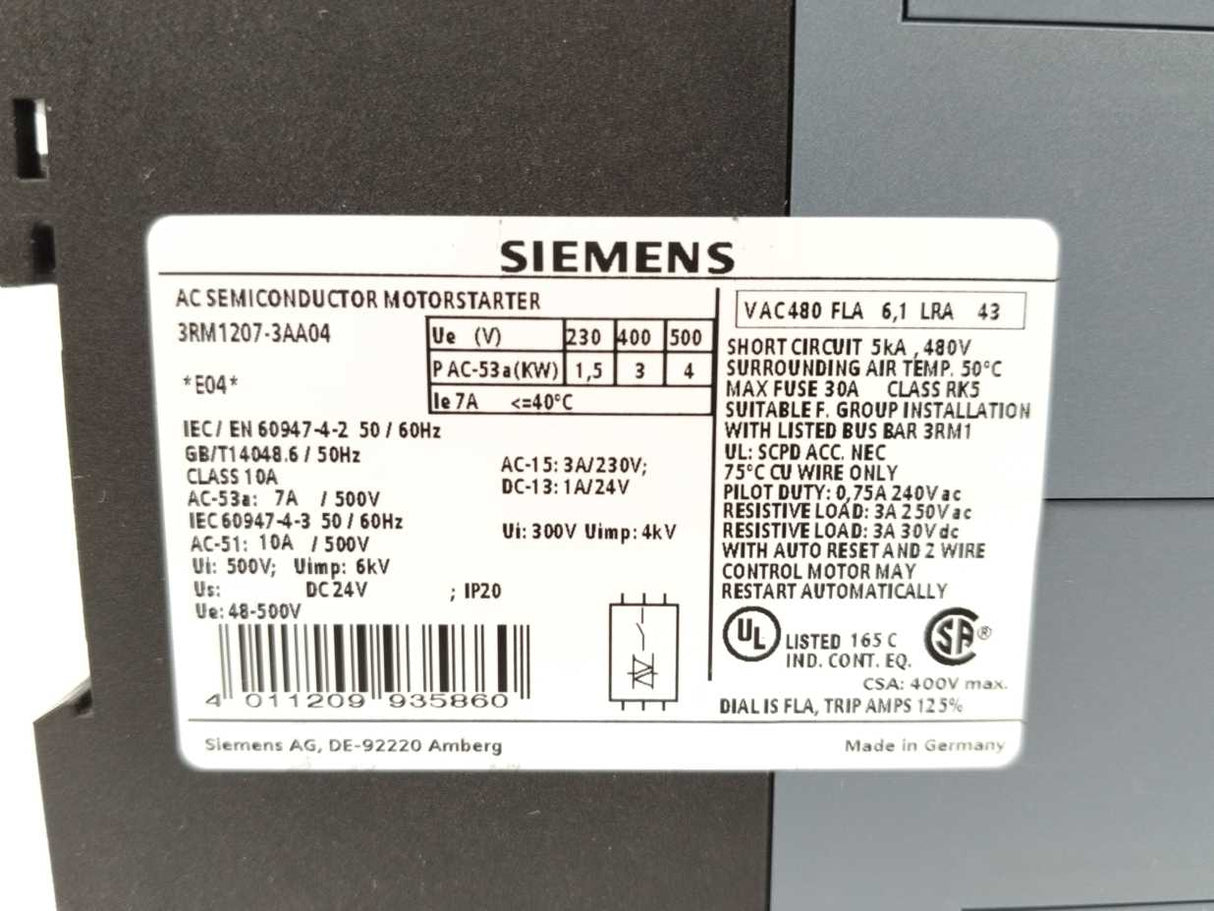 SIEMENS
AC SEMICONDUCTOR MOTORSTARTER
3RM1207-3AA04
*E04*
Ue (V) 230 400 500
P AC-53a(KW) 1,5 3 4
Ie 7A <=40°C
IEC/ EN 60947-4-2 50 / 60Hz
GB/T14048.6 / 50Hz
CLASS 10A
AC-53a: 7A / 500V
IEC 60947-4-3 50 / 60Hz
AC-51: 10A / 500V
Ui: 500V; Uimp: 6kV
Us: DC 24V ; IP20
Ue: 48-500V
AC-15: 3A/230V;
DC-13: 1A/24V
Ui: 300V Uimp: 4kV
4 011209 935860
VAC480 FLA 6,1 LRA 43
SHORT CIRCUIT 5kA , 480V
SURROUNDING AIR TEMP. 50°C
MAX FUSE 30A CLASS RK5
SUITABLE F. GROUP INSTALLATION
WITH LISTED BUS BAR 3RM1
UL: SCPD ACC. NEC
75°C CU WIRE ONLY
PILOT DUTY: 0,75A 240V ac
RESISTIVE LOAD: 3A 250V ac
RESISTIVE LOAD: 3A 30V dc
WITH AUTO RESET AND 2 WIRE
CONTROL MOTOR MAY
RESTART AUTOMATICALLY
UL LISTED 165 C SA ®
IND. CONT. EQ.
CSA: 400V max.
DIAL IS FLA, TRIP AMPS 125%
Siemens AG, DE-92220 Amberg
Made in Germany